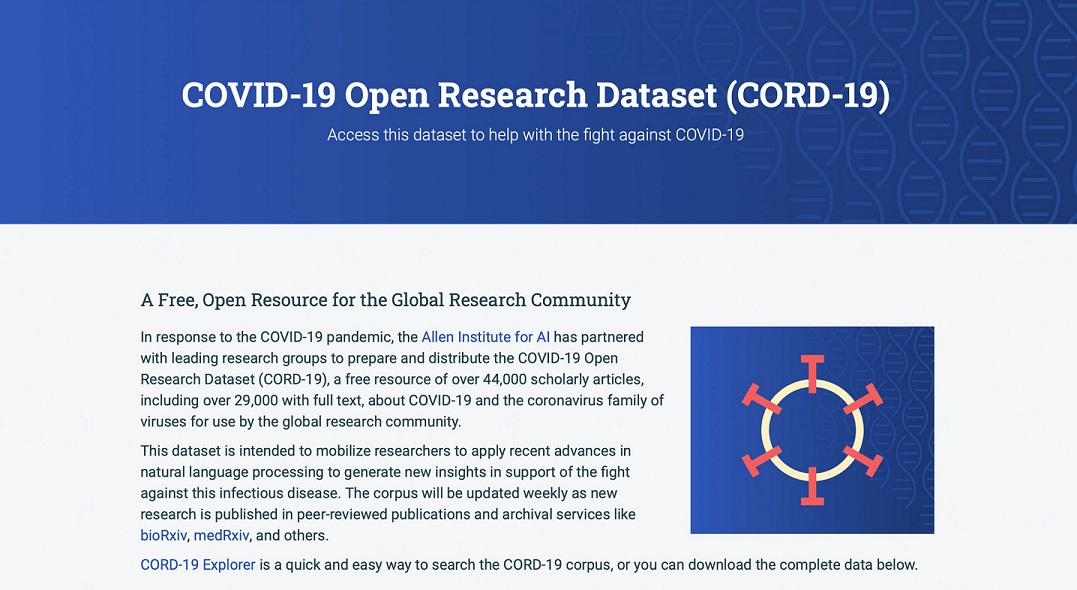 COVID-19 Open Research Dataset (CORD-19)
Access this dataset to help with the fight against COVID-19
A Free, Open Resource for the Global Research Community
In response to the COVID-19 pandemic, the Allen Institute for AI has partnered
with leading research groups to prepare and distribute the COVID-19 Open
Research Dataset (CORD-19), a free resource of over 44,000 scholarly articles,
including over 29,000 with full text, about COVID-19 and the coronavirus family of
viruses for use by the global research community.
This dataset is intended to mobilize researchers to apply recent advances in
natural language processing to generate new insights in support of the fight
against this infectious disease. The corpus will be updated weekly as new
research is published in peer-reviewed publications and archival services like
bioRxiv, medRxiv, and others.
CORD-19 Explorer is a quick and easy way to search the CORD-19 corpus, or you can download the complete data below.